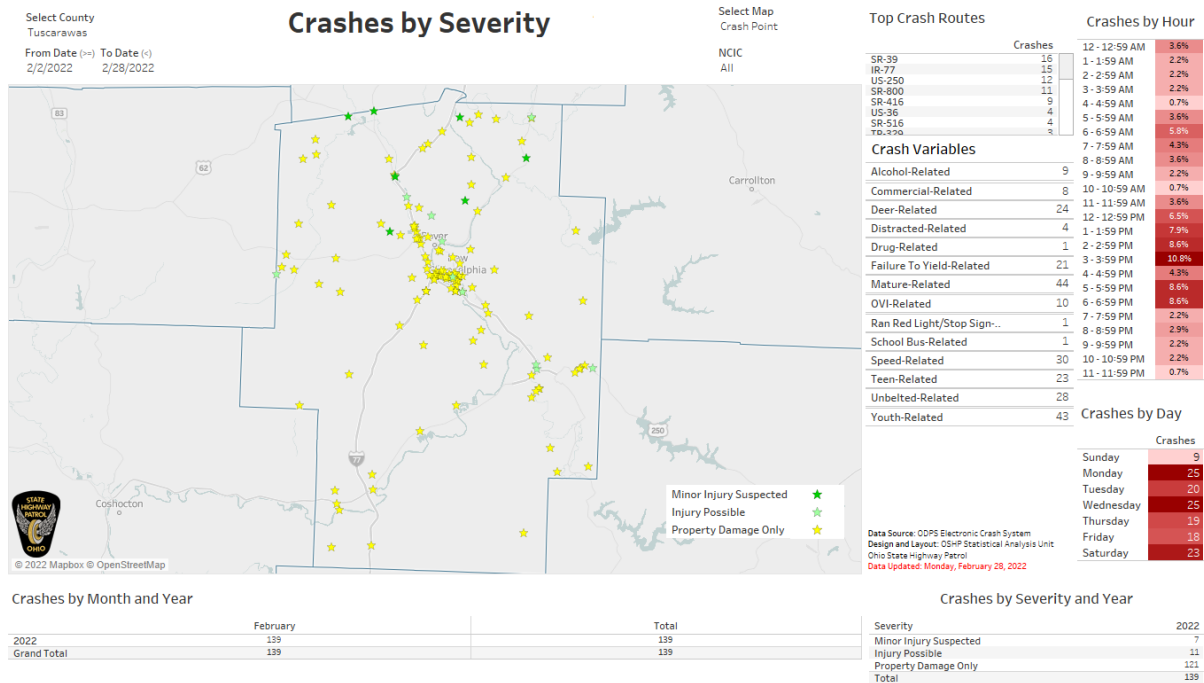 Select County
Tuscarawas
From Date (>=) To Date (<)
2/2/2022 2/28/2022
Crashes by Severity
Select Map
Crash Point
NCIC
All
83
62
Carrollton
Coshocton
250
77
STATE
HIGHWAY
PATROL
OHIO
Minor Injury Suspected
Injury Possible
Property Damage Only
© 2022 Mapbox © OpenStreetMap
Top Crash Routes
Crashes
SR-39 16
IR-77 15
US-250 12
SR-800 11
SR-416 9
US-36 4
SR-516 4
TR-329 3
Crash Variables
Alcohol-Related 9
Commercial-Related 8
Deer-Related 24
Distracted-Related 4
Drug-Related 1
Failure To Yield-Related 21
Mature-Related 44
OVI-Related 10
Ran Red Light/Stop Sign-.. 1
School Bus-Related 1
Speed-Related 30
Teen-Related 23
Unbelted-Related 28
Youth-Related 43
Data Source: ODPS Electronic Crash System
Design and Layout: OSHP Statistical Analysis Unit
Ohio State Highway Patrol
Data Updated: Monday, February 28, 2022
Crashes by Hour
12 - 12:59 AM 3.6%
1 - 1:59 AM 2.2%
2 - 2:59 AM 2.2%
3 - 3:59 AM 2.2%
4 - 4:59 AM 0.7%
5 - 5:59 AM 3.6%
6 - 6:59 AM 5.8%
7 - 7:59 AM 4.3%
8 - 8:59 AM 3.6%
9 - 9:59 AM 2.2%
10 - 10:59 AM 0.7%
11 - 11:59 AM 3.6%
12 - 12:59 PM 6.5%
1 - 1:59 PM 7.9%
2 - 2:59 PM 8.6%
3 - 3:59 PM 10.8%
4 - 4:59 PM 4.3%
5 - 5:59 PM 8.6%
6 - 6:59 PM 8.6%
7 - 7:59 PM 2.2%
8 - 8:59 PM 2.9%
9 - 9:59 PM 2.2%
10 - 10:59 PM 2.2%
11 - 11:59 PM 0.7%
Crashes by Day
Crashes
Sunday 9
Monday 25
Tuesday 20
Wednesday 25
Thursday 19
Friday 18
Saturday 23
Crashes by Month and Year
February Total
2022 139 139
Grand Total 139 139
Crashes by Severity and Year
Severity 2022
Minor Injury Suspected 7
Injury Possible 11
Property Damage Only 121
Total 139